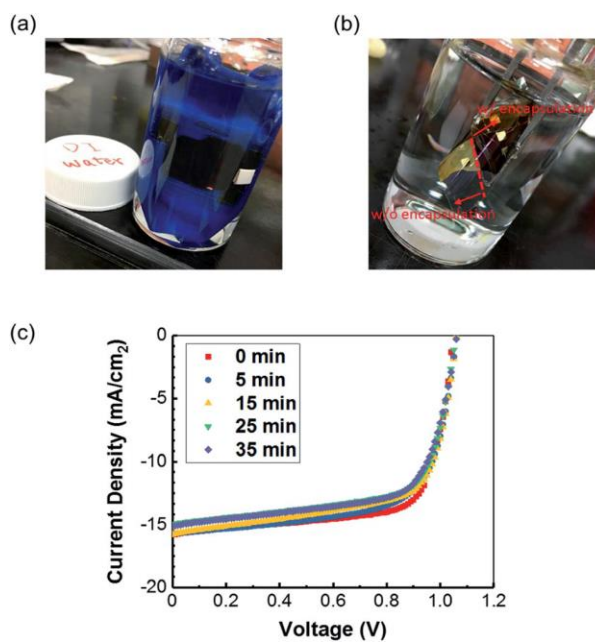 (a)
(b)
DI
water
w/ encapsulation
w/o encapsulation
(c)
0
-5
-10
-15
-20
Current Density (mA/cm₂)
0 min
5 min
15 min
25 min
35 min
0 0.2 0.4 0.6 0.8 1.0 1.2
Voltage (V)